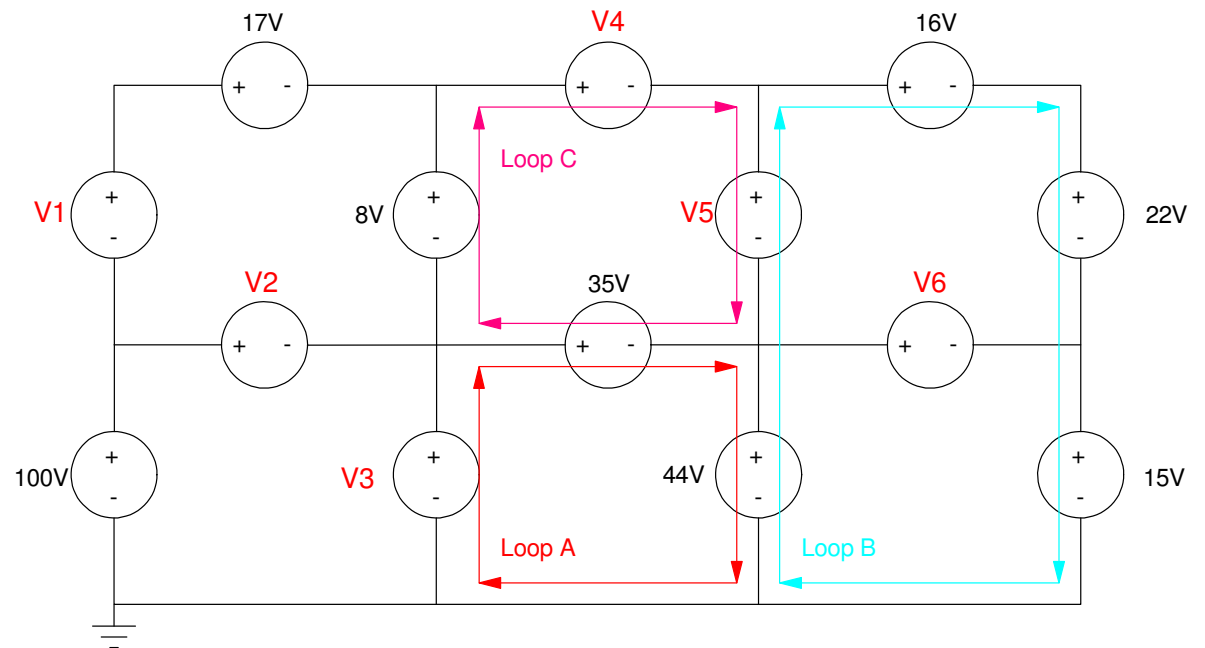 17V
V4
16V
+ -
+ -
+ -
Loop C
V1
+
-
8V
+
-
V5
+
-
+
-
22V
V2
35V
V6
+ -
+ -
+ -
100V
+
-
V3
+
-
44V
+
-
+
-
15V
Loop A
Loop B